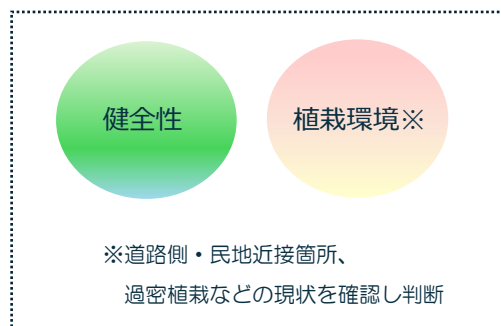 健全性
植栽環境※
※道路側・民地近接箇所、
過密植栽などの現状を確認し判断